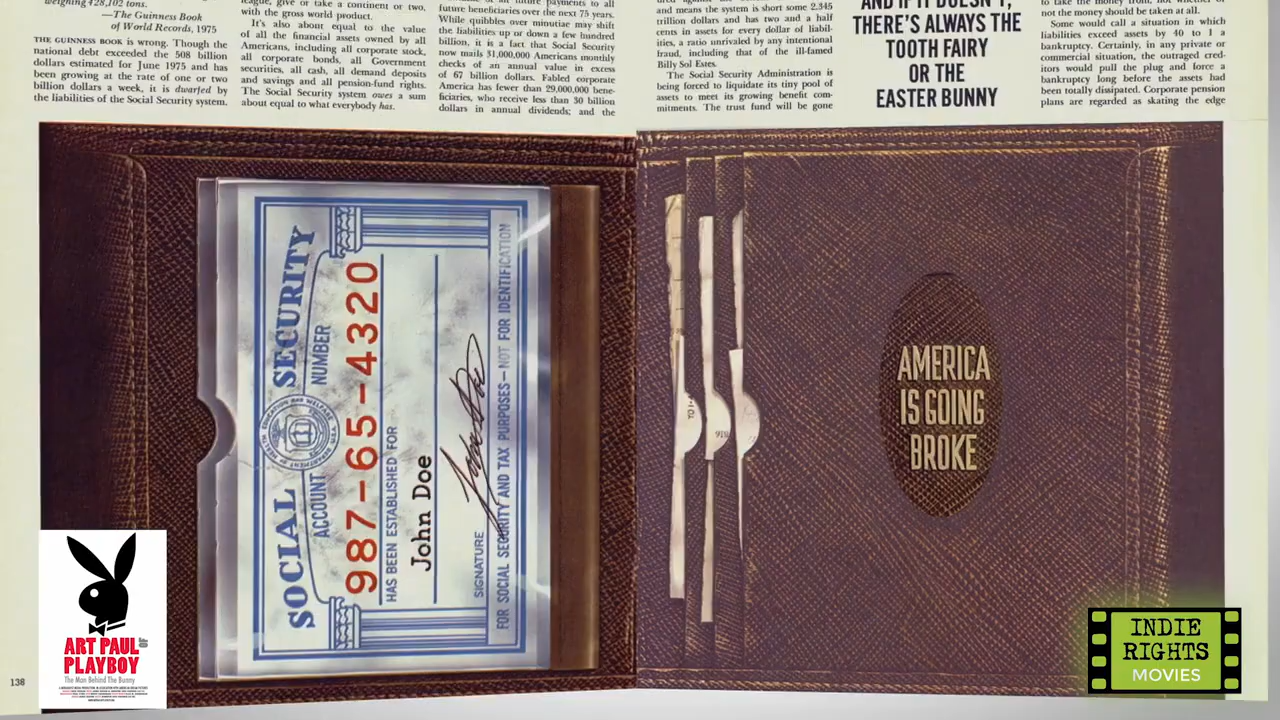 weighing 428,102 tons.
—The Guinness Book
of World Records, 1975
THE GUINNESS BOOK is wrong. Though the
national debt exceeded the 508 billion
dollars estimated for June 1975 and has
been growing at the rate of one or two
billion dollars a week, it is dwarfed by
the liabilities of the Social Security system.
league, give or take a continent or two,
with the gross world product.
It's also about equal to the value
of all the financial assets owned by all
Americans, including all corporate stock,
all corporate bonds, all Government
securities, all cash, all demand deposits
and savings and all pension-fund rights.
The Social Security system owes a sum
about equal to what everybody has.
future beneficiaries over the next 75 years.
While quibbles over minutiae may shift
the liabilities up or down a few hundred
billion, it is a fact that Social Security
now mails 31,000,000 Americans monthly
checks of an annual value in excess
of 67 billion dollars. Fabled corporate
America has fewer than 29,000,000 bene-
ficiaries, who receive less than 30 billion
dollars in annual dividends; and the
and means the system is short some 2.345
trillion dollars and has two and a half
cents in assets for every dollar of liabil-
ities, a ratio unrivaled by any intentional
fraud, including that of the ill-famed
Billy Sol Estes.
The Social Security Administration is
being forced to liquidate its tiny pool of
assets to meet its growing benefit com-
mitments. The trust fund will be gone
AND IF IT DOESN'T,
THERE'S ALWAYS THE
TOOTH FAIRY
OR THE
EASTER BUNNY
not the money should be taken at all.
Some would call a situation in which
liabilities exceed assets by 40 to 1 a
bankruptcy. Certainly, in any private or
commercial situation, the outraged cred-
itors would pull the plug and force a
bankruptcy long before the assets had
been totally dissipated. Corporate pension
plans are regarded as skating the edge
SOCIAL SECURITY
ACCOUNT NUMBER
987-65-4320
HAS BEEN ESTABLISHED FOR
John Doe
SIGNATURE
John Doe
FOR SOCIAL SECURITY AND TAX PURPOSES—NOT FOR IDENTIFICATION
AMERICA
IS GOING
BROKE
138
ART PAUL OF
PLAYBOY
The Man Behind The Bunny
INDIE
RIGHTS
MOVIES